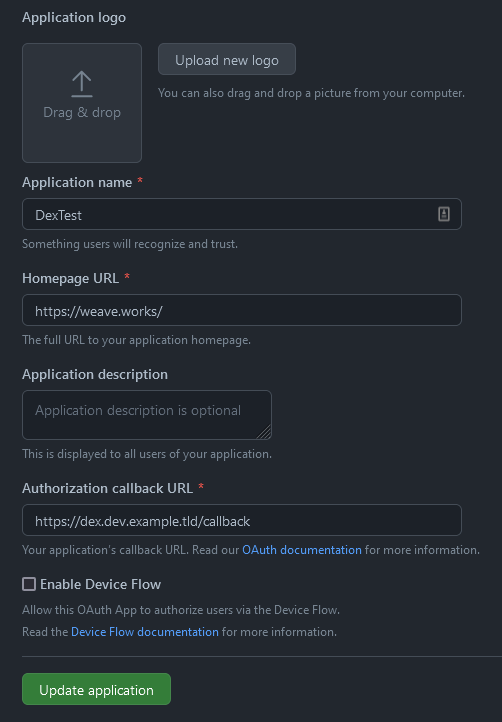 Application logo
Upload new logo
Drag & drop
You can also drag and drop a picture from your computer.
Application name *
DexTest
Something users will recognize and trust.
Homepage URL *
https://weave.works/
The full URL to your application homepage.
Application description
Application description is optional
This is displayed to all users of your application.
Authorization callback URL *
https://dex.dev.example.tld/callback
Your application's callback URL. Read our OAuth documentation for more information.
Enable Device Flow
Allow this OAuth App to authorize users via the Device Flow.
Read the Device Flow documentation for more information.
Update application